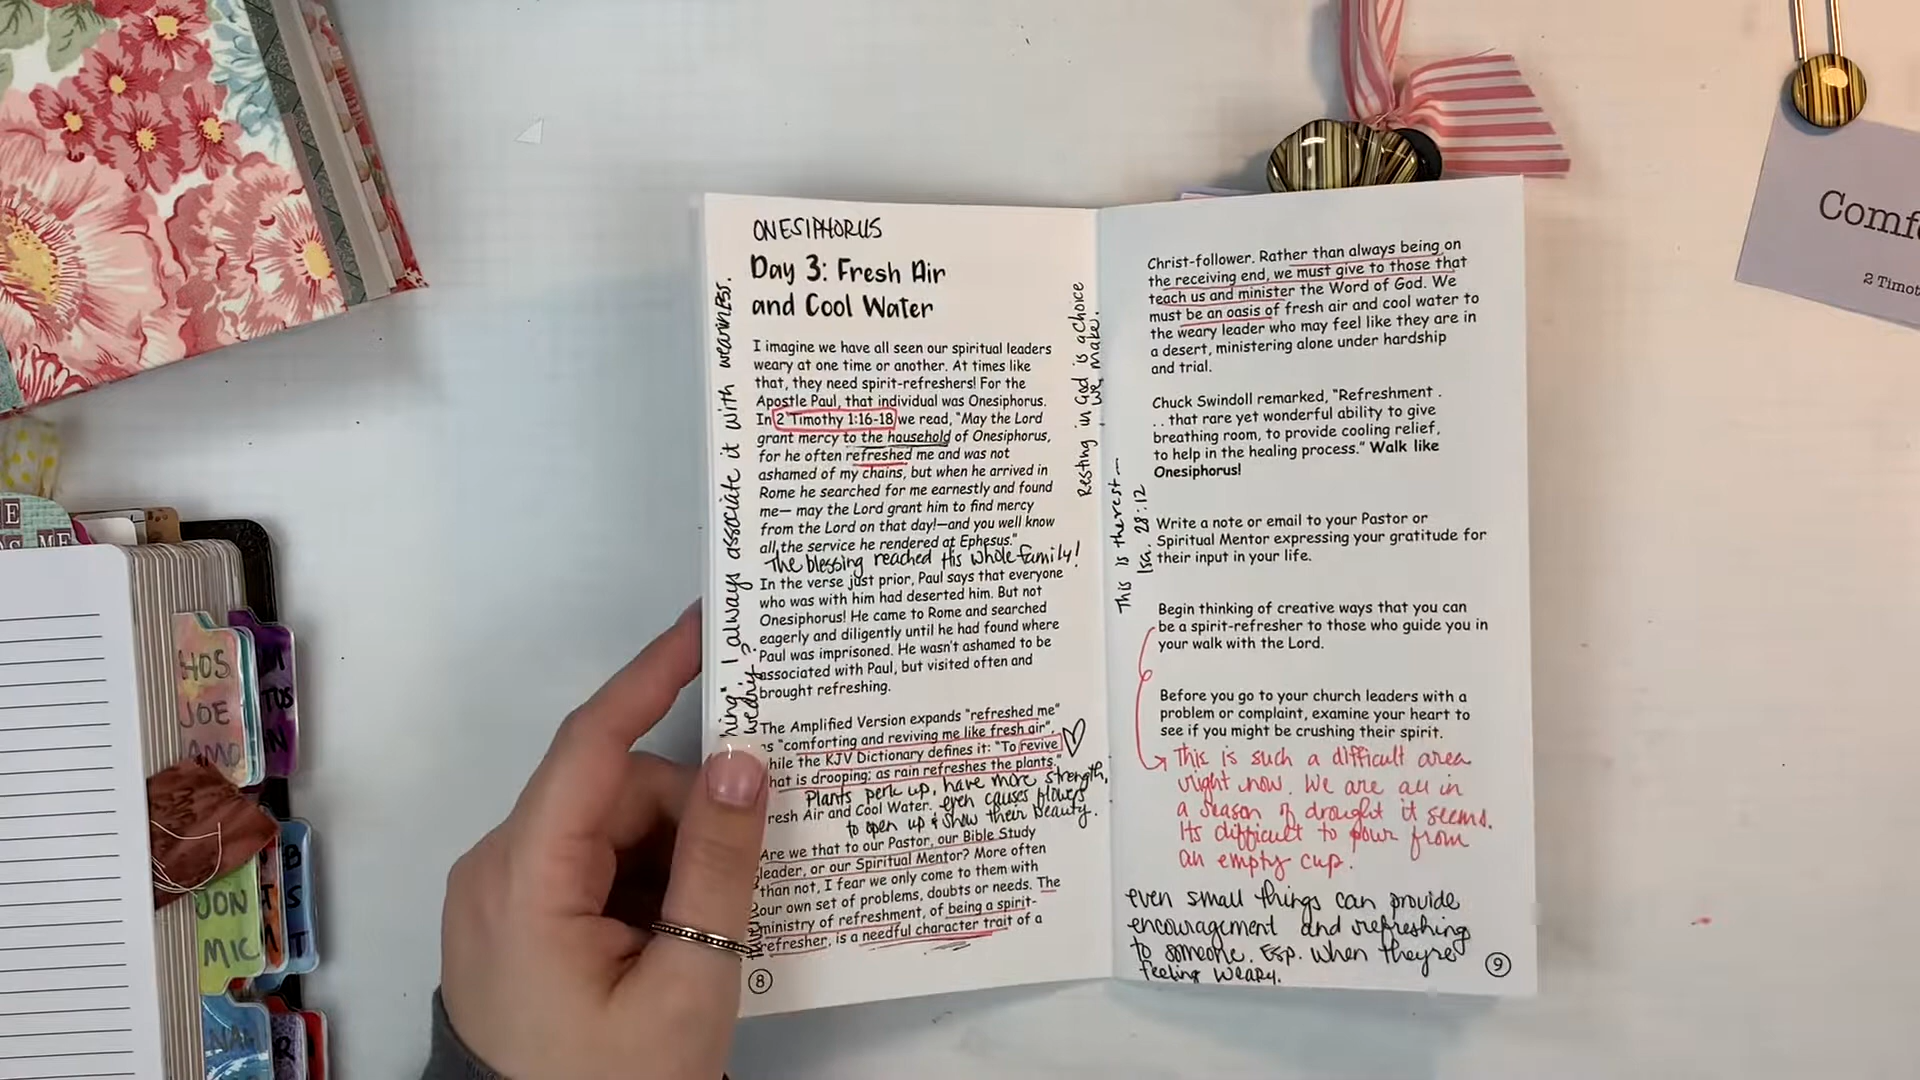 ONESIPHORUS
Day 3: Fresh Air
and Cool Water
I imagine we have all seen our spiritual leaders
weary at one time or another. At times like
that, they need spirit-refreshers! For the
Apostle Paul, that individual was Onesiphorus.
In 2 Timothy 1:16-18 we read, "May the Lord
grant mercy to the household of Onesiphorus,
for he often refreshed me and was not
ashamed of my chains, but when he arrived in
Rome he searched for me earnestly and found
me— may the Lord grant him to find mercy
from the Lord on that day!—and you well know
all the service he rendered at Ephesus."
The blessing reached His whole family!
In the verse just prior, Paul says that everyone
who was with him had deserted him. But not
Onesiphorus! He came to Rome and searched
eagerly and diligently until he had found where
Paul was imprisoned. He wasn't ashamed to be
associated with Paul, but visited often and
brought refreshing.
The Amplified Version expands "refreshed me"
"comforting and reviving me like fresh air",
KJV Dictionary defines it: "To revive
is drooping; as rain refreshes the plants."
Plants perk up, have more strength,
Air and Cool Water. even causes flowers
to open up & show their beauty.
Are we that to our Pastor, our Bible Study
leader, or our Spiritual Mentor? More often
than not, I fear we only come to them with
our own set of problems, doubts or needs. The
ministry of refreshment, of being a spirit-
refresher, is a needful character trait of a
8
I always associate it with weariness.
weary?
Resting in God is a choice
we make.
This is the rest—
Isa. 28:12
Christ-follower. Rather than always being on
the receiving end, we must give to those that
teach us and minister the Word of God. We
must be an oasis of fresh air and cool water to
the weary leader who may feel like they are in
a desert, ministering alone under hardship
and trial.
Chuck Swindoll remarked, "Refreshment .
. . that rare yet wonderful ability to give
breathing room, to provide cooling relief,
to help in the healing process." Walk like
Onesiphorus!
Write a note or email to your Pastor or
Spiritual Mentor expressing your gratitude for
their input in your life.
Begin thinking of creative ways that you can
be a spirit-refresher to those who guide you in
your walk with the Lord.
Before you go to your church leaders with a
problem or complaint, examine your heart to
see if you might be crushing their spirit.
This is such a difficult area
right now. We are all in
a season of drought it seems.
Its difficult to pour from
an empty cup.
even small things can provide
encouragement and refreshing
to someone. Esp. when they're
feeling weary.
9
2 Timot
HOS
JOE
AMO
JON
MIC
NAH